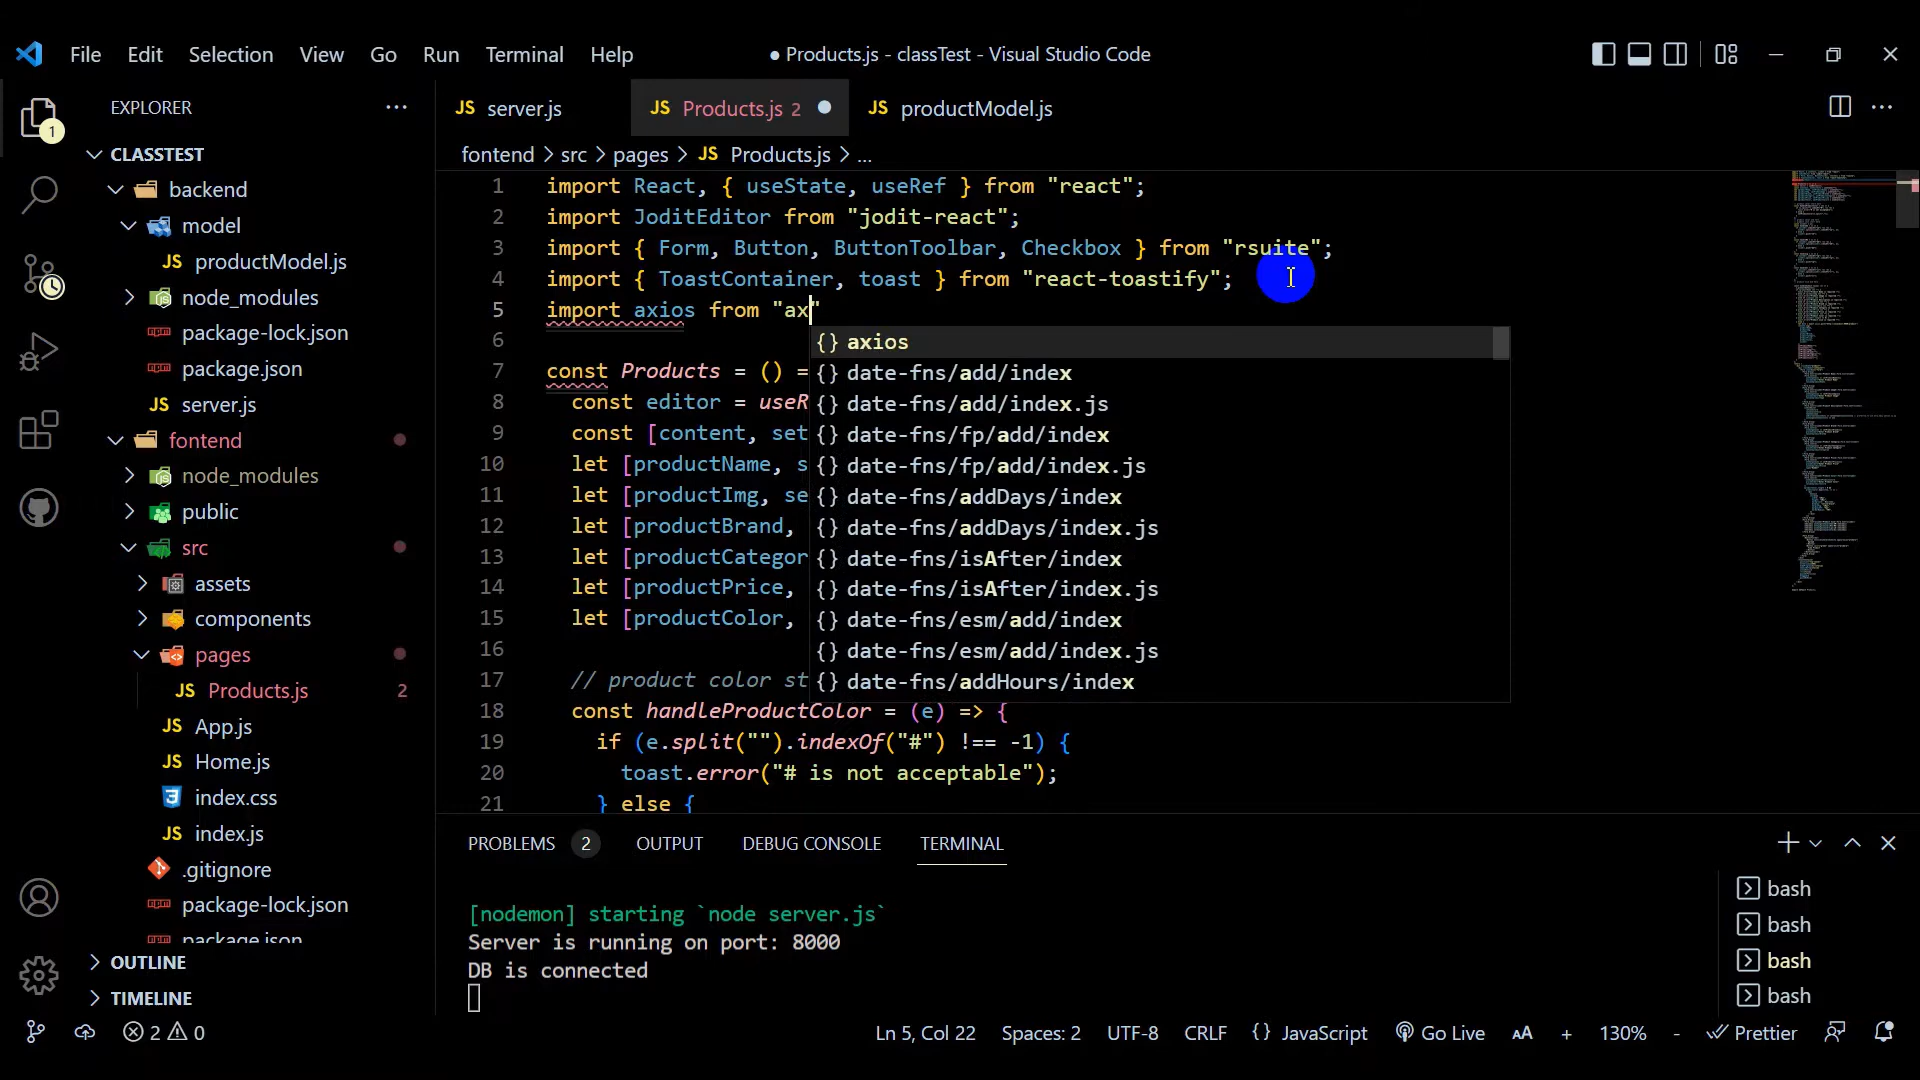 File Edit Selection View Go Run Terminal Help
● Products.js - classTest - Visual Studio Code
EXPLORER
1
CLASSTEST
backend
model
productModel.js
node_modules
package-lock.json
package.json
server.js
fontend
node_modules
public
src
assets
components
pages
Products.js 2
App.js
Home.js
index.css
index.js
.gitignore
package-lock.json
package.json
OUTLINE
TIMELINE
server.js
Products.js 2
productModel.js
fontend > src > pages > JS Products.js > ...
1 import React, { useState, useRef } from "react";
2 import JoditEditor from "jodit-react";
3 import { Form, Button, ButtonToolbar, Checkbox } from "rsuite";
4 import { ToastContainer, toast } from "react-toastify";
5 import axios from "ax"
6
7 const Products = () =
8 const editor = useR
9 const [content, set
10 let [productName, s
11 let [productImg, se
12 let [productBrand,
13 let [productCategor
14 let [productPrice,
15 let [productColor,
16
17 // product color st
18 const handleProductColor = (e) => {
19 if (e.split("").indexOf("#") !== -1) {
20 toast.error("# is not acceptable");
21 } else {
{} axios
{} date-fns/add/index
{} date-fns/add/index.js
{} date-fns/fp/add/index
{} date-fns/fp/add/index.js
{} date-fns/addDays/index
{} date-fns/addDays/index.js
{} date-fns/isAfter/index
{} date-fns/isAfter/index.js
{} date-fns/esm/add/index
{} date-fns/esm/add/index.js
{} date-fns/addHours/index
PROBLEMS 2 OUTPUT DEBUG CONSOLE TERMINAL
[nodemon] starting `node server.js`
Server is running on port: 8000
DB is connected
bash
bash
bash
bash
2 0
Ln 5, Col 22 Spaces: 2 UTF-8 CRLF {} JavaScript Go Live AA + 130% - Prettier